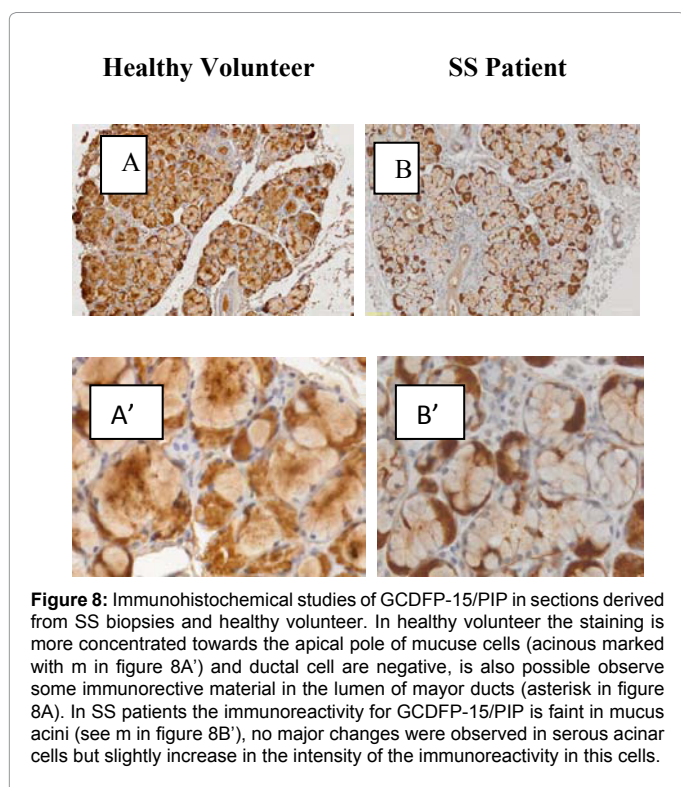 Healthy Volunteer SS Patient
A B
A’ B’
Figure 8: Immunohistochemical studies of GCDFP-15/PIP in sections derived
from SS biopsies and healthy volunteer. In healthy volunteer the staining is
more concentrated towards the apical pole of mucuse cells (acinous marked
with m in figure 8A’) and ductal cell are negative, is also possible observe
some immunorective material in the lumen of mayor ducts (asterisk in figure
8A). In SS patients the immunoreactivity for GCDFP-15/PIP is faint in mucus
acini (see m in figure 8B’), no major changes were observed in serous acinar
cells but slightly increase in the intensity of the immunoreactivity in this cells.